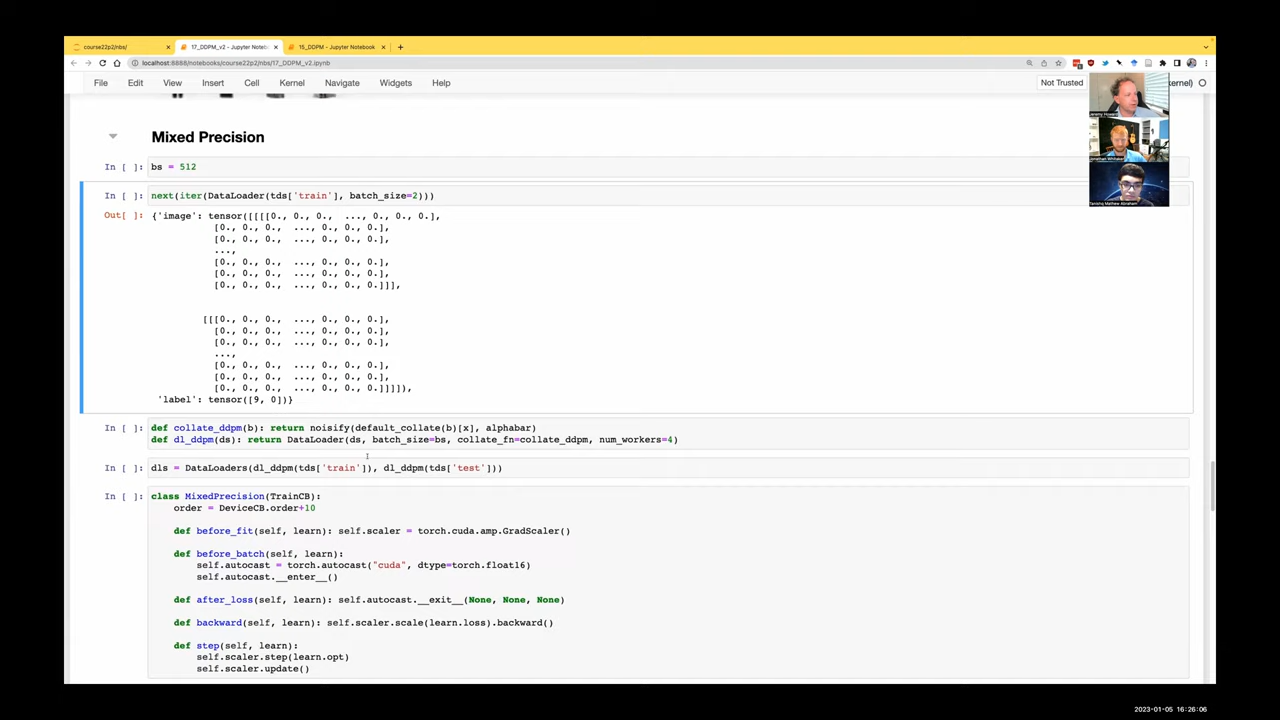 course22p2/nbs/
17_DDPM_v2 - Jupyter Notebook
15_DDPM - Jupyter Notebook
localhost:8888/notebooks/course22p2/nbs/17_DDPM_v2.ipynb
File Edit View Insert Cell Kernel Navigate Widgets Help Not Trusted kernel)
Mixed Precision
In [ ]: bs = 512
In [ ]: next(iter(DataLoader(tds['train'], batch_size=2)))
Out[ ]: {'image': tensor([[[[0., 0., 0., ..., 0., 0., 0.],
[0., 0., 0., ..., 0., 0., 0.],
[0., 0., 0., ..., 0., 0., 0.],
...,
[0., 0., 0., ..., 0., 0., 0.],
[0., 0., 0., ..., 0., 0., 0.],
[0., 0., 0., ..., 0., 0., 0.]]],
[[[0., 0., 0., ..., 0., 0., 0.],
[0., 0., 0., ..., 0., 0., 0.],
[0., 0., 0., ..., 0., 0., 0.],
...,
[0., 0., 0., ..., 0., 0., 0.],
[0., 0., 0., ..., 0., 0., 0.],
[0., 0., 0., ..., 0., 0., 0.]]]]),
'label': tensor([9, 0])}
In [ ]: def collate_ddpm(b): return noisify(default_collate(b)[x], alphabar)
def dl_ddpm(ds): return DataLoader(ds, batch_size=bs, collate_fn=collate_ddpm, num_workers=4)
In [ ]: dls = DataLoaders(dl_ddpm(tds['train']), dl_ddpm(tds['test']))
In [ ]: class MixedPrecision(TrainCB):
order = DeviceCB.order+10
def before_fit(self, learn): self.scaler = torch.cuda.amp.GradScaler()
def before_batch(self, learn):
self.autocast = torch.autocast("cuda", dtype=torch.float16)
self.autocast.__enter__()
def after_loss(self, learn): self.autocast.__exit__(None, None, None)
def backward(self, learn): self.scaler.scale(learn.loss).backward()
def step(self, learn):
self.scaler.step(learn.opt)
self.scaler.update()
Jeremy Howard
Jonathan Whitaker
Tanishq Mathew Abraham
2023-01-05 16:26:06